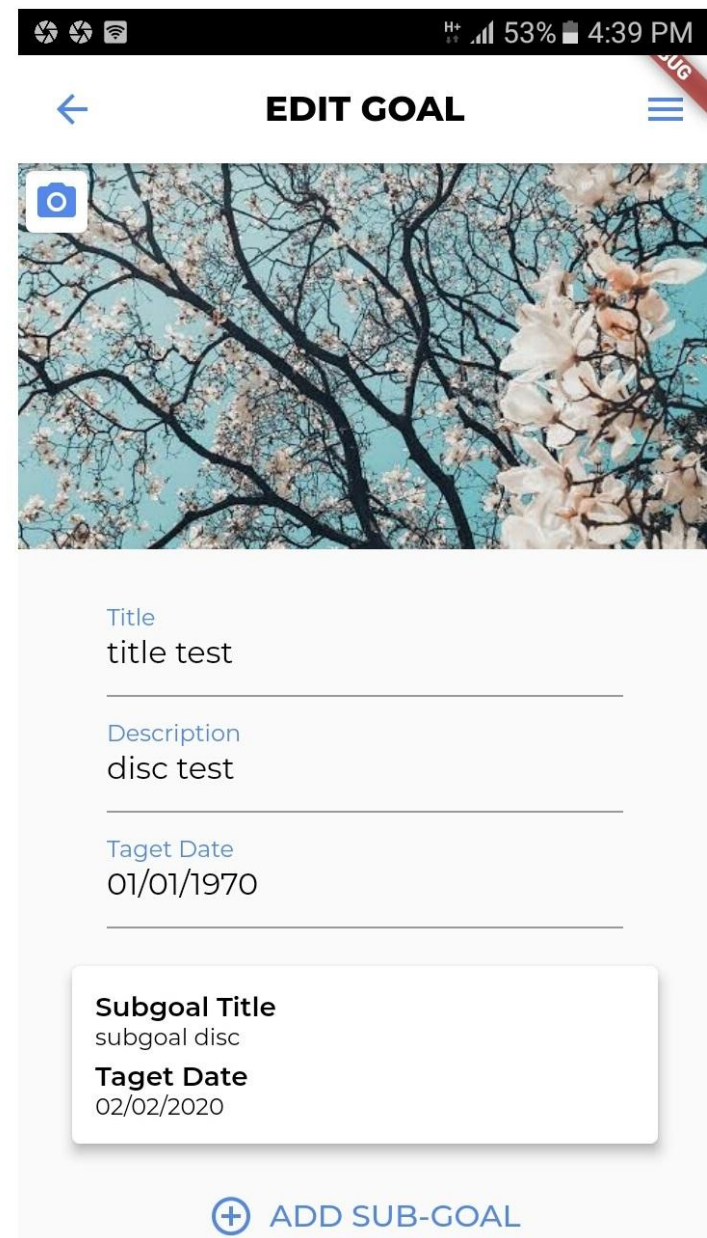 H+ 53% 4:39 PM
EDIT GOAL
Title
title test
Description
disc test
Taget Date
01/01/1970
Subgoal Title
subgoal disc
Taget Date
02/02/2020
ADD SUB-GOAL